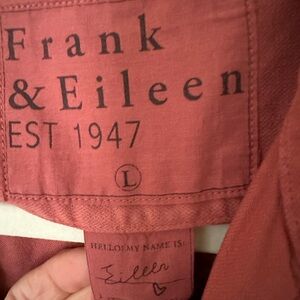 Frank
& Eileen
EST 1947
L
HELLO! MY NAME IS:
Eileen